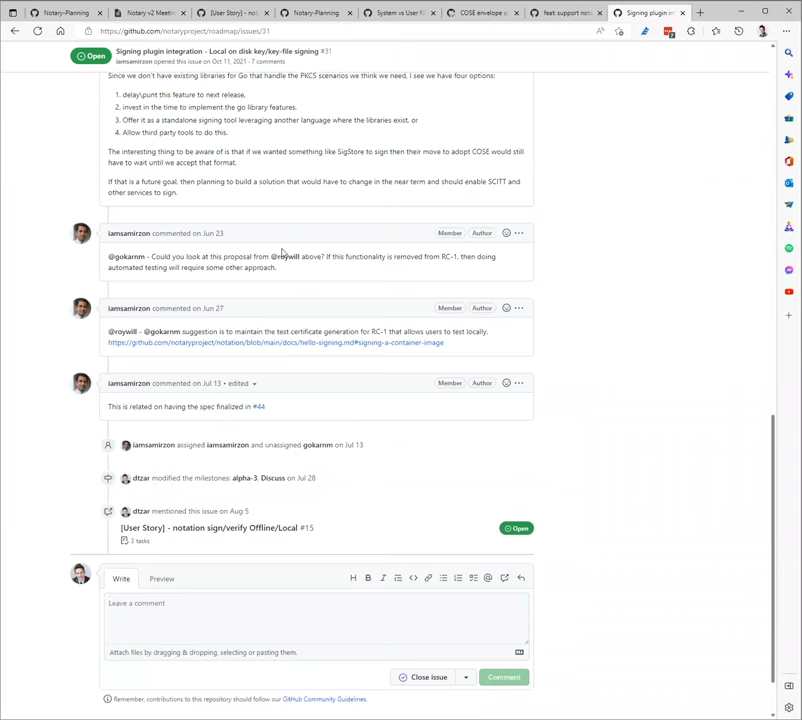 Notary-Planning
Notary v2 Meetin
[User Story] - n
Notary-Planning
System vs User fi
COSE envelope s
feat: support not
Signing plugin in
https://github.com/notaryproject/roadmap/issues/31
Open
Signing plugin integration - Local on disk key/key-file signing #31
iamsamirzon opened this issue on Oct 11, 2021 · 7 comments
Since we don't have existing libraries for Go that handle the PKCS scenarios we think we need, I see we have four options:
1. delay\punt this feature to next release,
2. invest in the time to implement the go library features,
3. Offer it as a standalone signing tool leveraging another language where the libraries exist, or
4. Allow third party tools to do this.
The interesting thing to be aware of is that if we wanted something like SigStore to sign then their move to adopt COSE would still
have to wait until we accept that format.
If that is a future goal, then planning to build a solution that would have to change in the near term and should enable SCITT and
other services to sign.
iamsamirzon commented on Jun 23
Member
Author
@gokarnm - Could you look at this proposal from @roywill above? If this functionality is removed from RC-1, then doing
automated testing will require some other approach.
iamsamirzon commented on Jun 27
Member
Author
@roywill - @gokarnm suggestion is to maintain the test certificate generation for RC-1 that allows users to test locally.
https://github.com/notaryproject/notation/blob/main/docs/hello-signing.md#signing-a-container-image
iamsamirzon commented on Jul 13 • edited
Member
Author
This is related on having the spec finalized in #44
iamsamirzon assigned iamsamirzon and unassigned gokarnm on Jul 13
dtzar modified the milestones: alpha-3, Discuss on Jul 28
dtzar mentioned this issue on Aug 5
[User Story] - notation sign/verify Offline/Local #15
Open
3 tasks
Write
Preview
Leave a comment
Attach files by dragging & dropping, selecting or pasting them.
Close issue
Comment
Remember, contributions to this repository should follow our GitHub Community Guidelines.